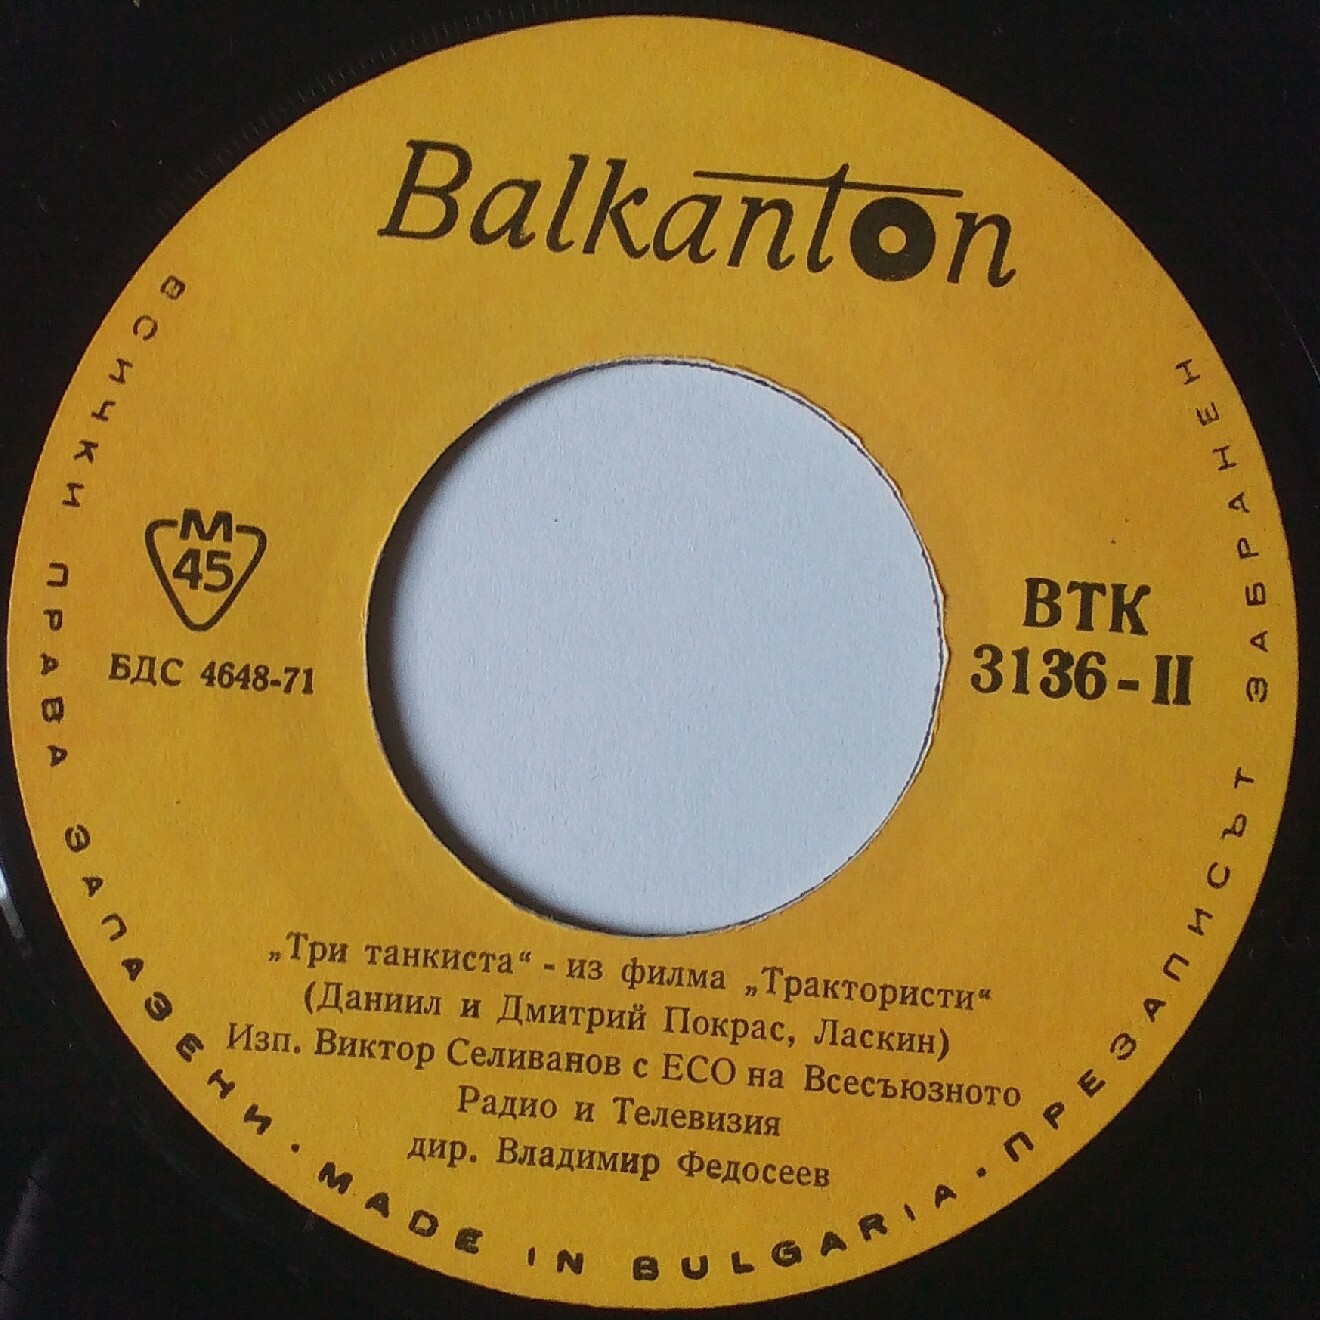 Balkanton
M
45
БДС 4648-71
ВТК
3136-II
„Три танкиста“ - из филма „Трактористи“
(Даниил и Дмитрий Покрас, Ласкин)
Изп. Виктор Селиванов с ЕСО на Всесъюзното
Радио и Телевизия
дир. Владимир Федосеев
ВСИЧКИ ПРАВА ЗАПАЗЕНИ · MADE IN BULGARIA · ПРЕЗАПИСЪТ ЗАБРАНЕН